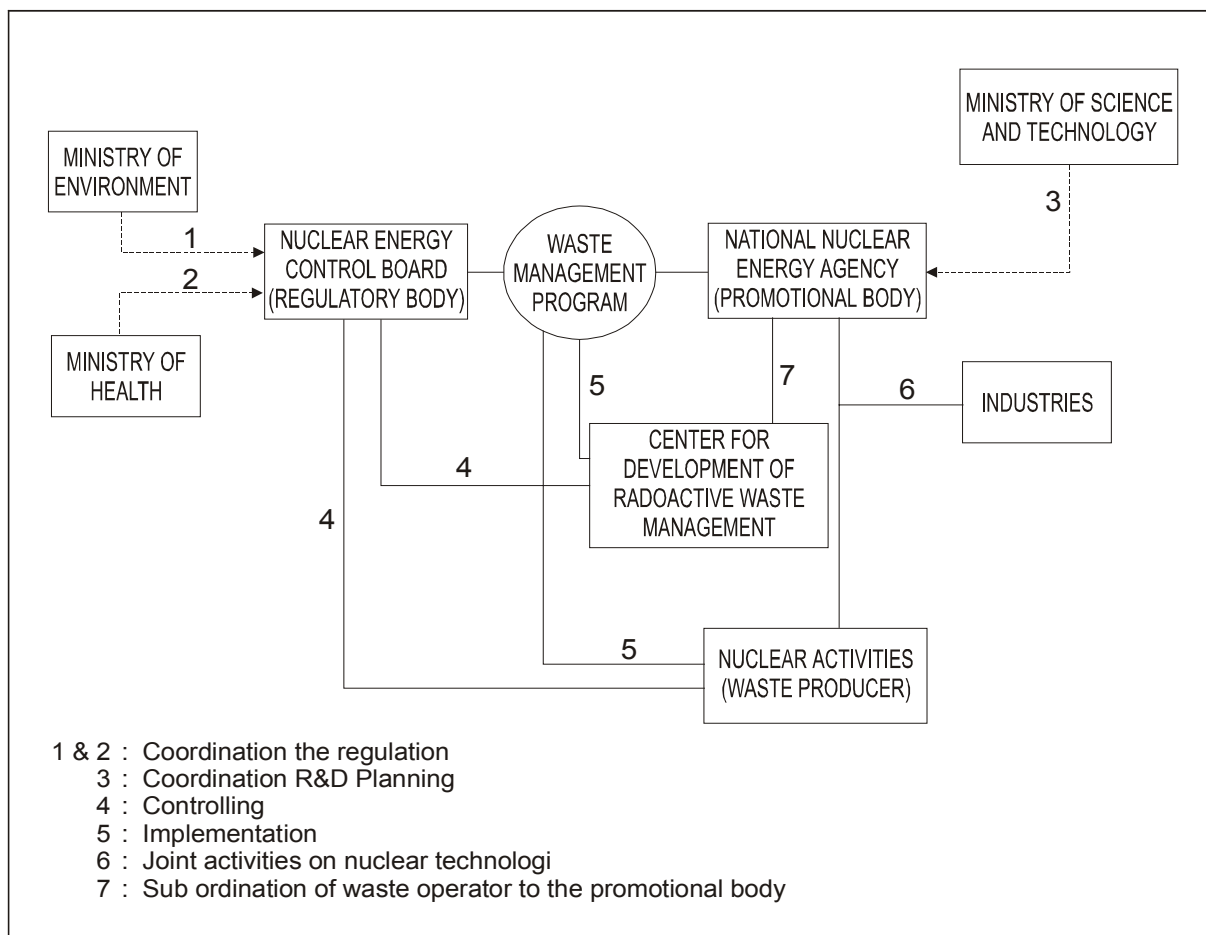 MINISTRY OF SCIENCE
AND TECHNOLOGY
MINISTRY OF
ENVIRONMENT
3
1
NUCLEAR ENERGY
CONTROL BOARD
(REGULATORY BODY)
WASTE
MANAGEMENT
PROGRAM
NATIONAL NUCLEAR
ENERGY AGENCY
(PROMOTIONAL BODY)
2
MINISTRY OF
HEALTH
5
7
6
INDUSTRIES
CENTER FOR
DEVELOPMENT OF
RADOACTIVE WASTE
MANAGEMENT
4
4
5
NUCLEAR ACTIVITIES
(WASTE PRODUCER)
1 & 2 : Coordination the regulation
3 : Coordination R&D Planning
4 : Controlling
5 : Implementation
6 : Joint activities on nuclear technologi
7 : Sub ordination of waste operator to the promotional body